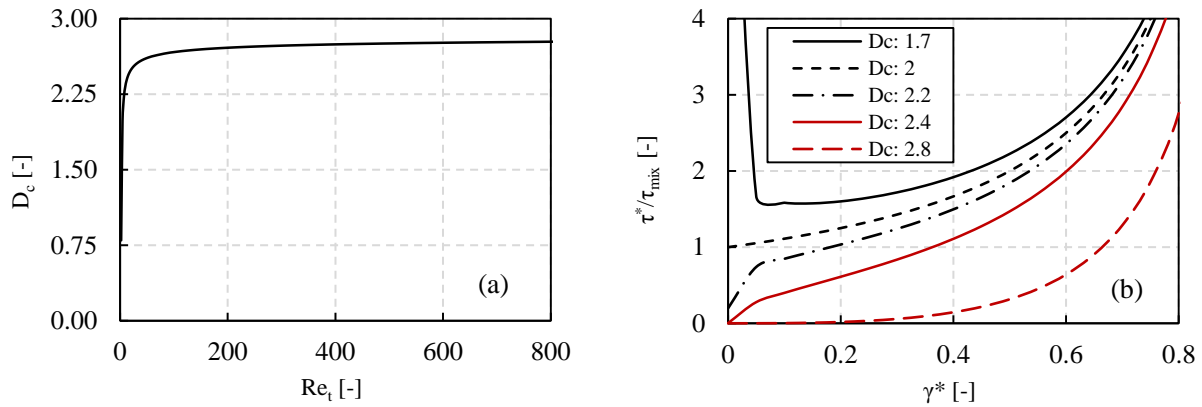 3.00
2.25
1.50
0.75
0.00
D_c [-]
0
200
400
600
800
Re_t [-]
(a)
4
3
2
1
0
τ*/τ_mix [-]
Dc: 1.7
Dc: 2
Dc: 2.2
Dc: 2.4
Dc: 2.8
0
0.2
0.4
0.6
0.8
γ* [-]
(b)